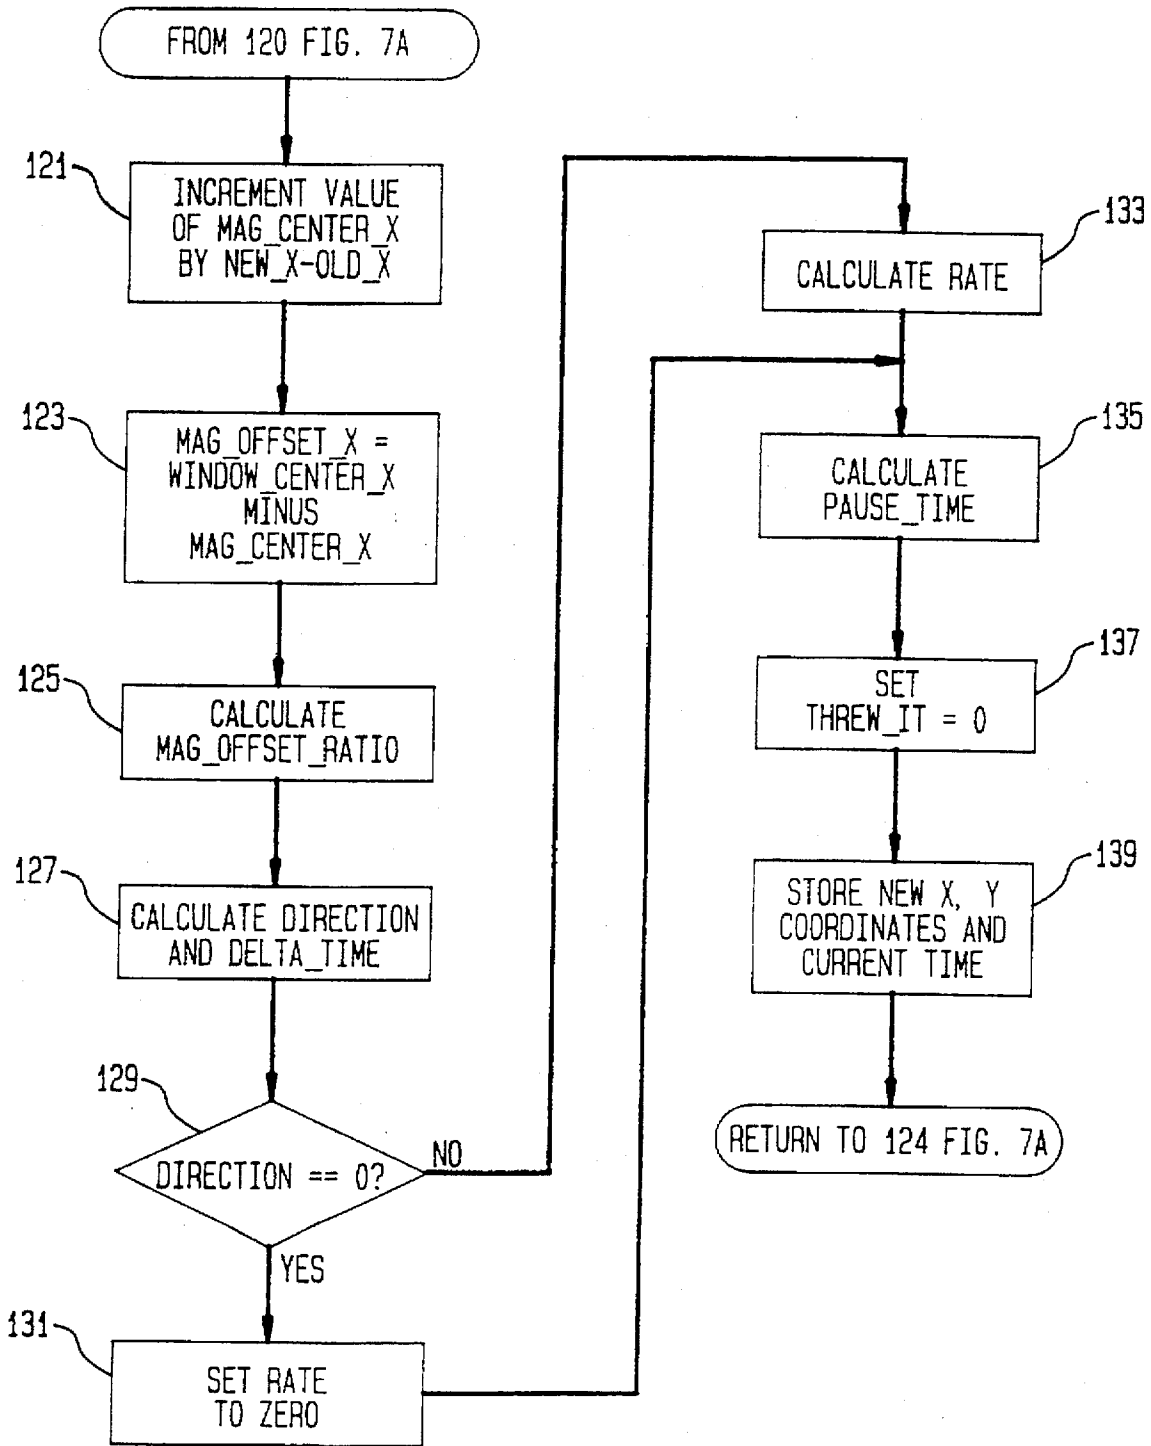 FROM 120 FIG. 7A
121
INCREMENT VALUE
OF MAG_CENTER_X
BY NEW_X-OLD_X
123
MAG_OFFSET_X =
WINDOW_CENTER_X
MINUS
MAG_CENTER_X
125
CALCULATE
MAG_OFFSET_RATIO
127
CALCULATE DIRECTION
AND DELTA_TIME
129
DIRECTION == 0?
NO
YES
131
SET RATE
TO ZERO
133
CALCULATE RATE
135
CALCULATE
PAUSE_TIME
137
SET
THREW_IT = 0
139
STORE NEW X, Y
COORDINATES AND
CURRENT TIME
RETURN TO 124 FIG. 7A